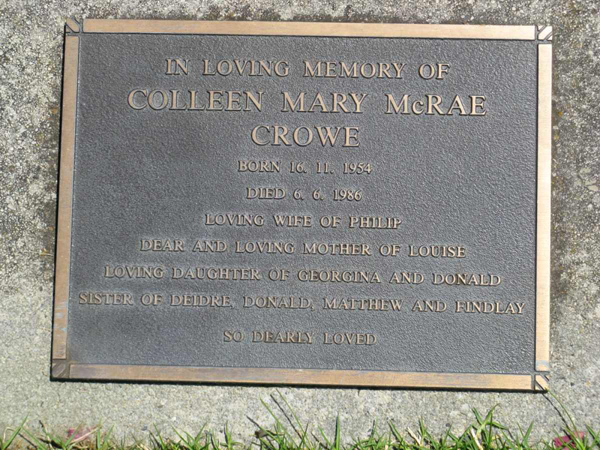 IN LOVING MEMORY OF
COLLEEN MARY McRAE
CROWE
BORN 16. 11. 1954
DIED 6. 6. 1986
LOVING WIFE OF PHILIP
DEAR AND LOVING MOTHER OF LOUISE
LOVING DAUGHTER OF GEORGINA AND DONALD
SISTER OF DEIDRE, DONALD, MATTHEW AND FINDLAY
SO DEARLY LOVED